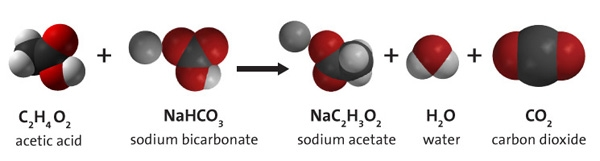 + + +
C₂H₄O₂ NaHCO₃ NaC₂H₃O₂ H₂O CO₂
acetic acid sodium bicarbonate sodium acetate water carbon dioxide